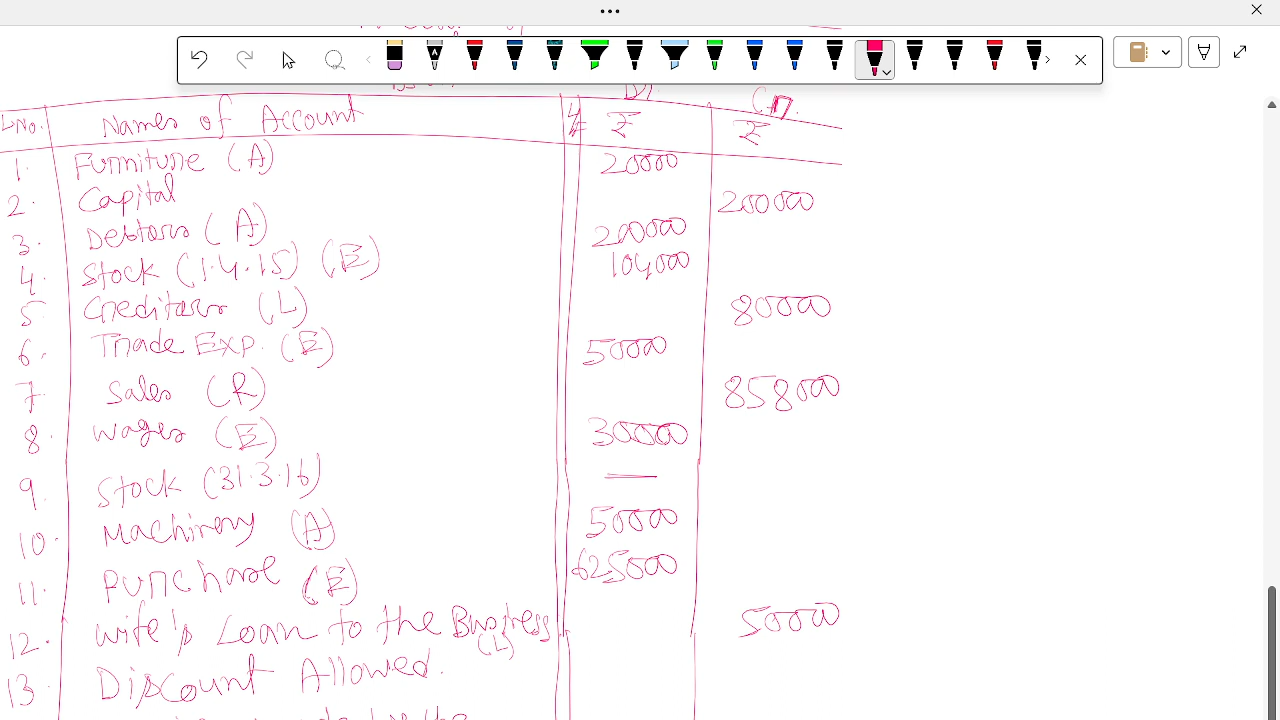 Dr. Cr.
S.No. Names of Account ₹ ₹
1. Furniture (A) 20000
2. Capital 200000
3. Debtors (A) 200000
4. Stock (1.4.15) (E) 104000
5 Creditors (L) 80000
6. Trade Exp. (E) 50000
7. Sales (R) 858000
8. Wages (E) 30000
9. Stock (31.3.16) —
10. Machinery (A) 50000
11. Purchase (E) 625000
12. Wife's Loan to the Business (L) 50000
13. Discount Allowed.